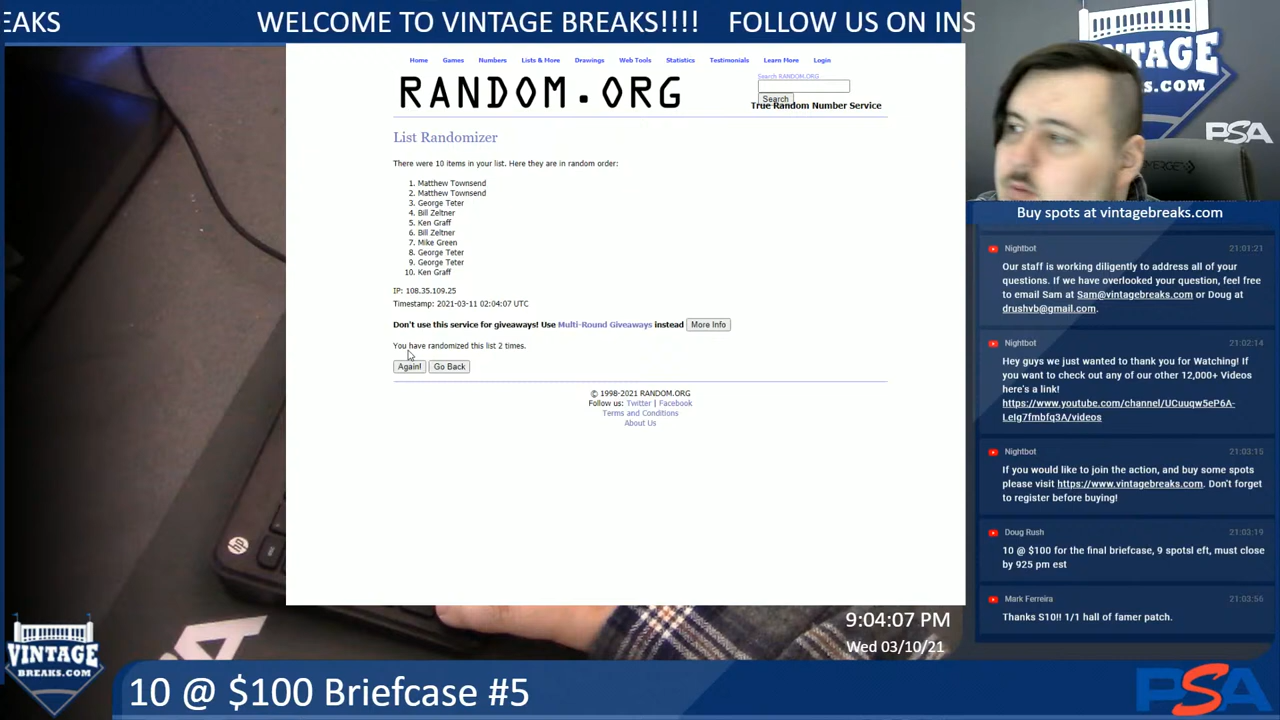 EAKS WELCOME TO VINTAGE BREAKS!!!! FOLLOW US ON INS
Home Games Numbers Lists & More Drawings Web Tools Statistics Testimonials Learn More Login
RANDOM.ORG
Search RANDOM.ORG
Search
True Random Number Service
List Randomizer
There were 10 items in your list. Here they are in random order:
1. Matthew Townsend
2. Matthew Townsend
3. George Teter
4. Bill Zeltner
5. Ken Graff
6. Bill Zeltner
7. Mike Green
8. George Teter
9. George Teter
10. Ken Graff
IP: 108.35.109.25
Timestamp: 2021-03-11 02:04:07 UTC
Don't use this service for giveaways! Use Multi-Round Giveaways instead More Info
You have randomized this list 2 times.
Again! Go Back
© 1998-2021 RANDOM.ORG
Follow us: Twitter | Facebook
Terms and Conditions
About Us
VINTAGE
KS.COM
PSA
Buy spots at vintagebreaks.com
Nightbot 21:01:21
Our staff is working diligently to address all of your
questions. If we have overlooked your question, feel free
to email Sam at Sam@vintagebreaks.com or Doug at
drushvb@gmail.com.
Nightbot 21:02:14
Hey guys we just wanted to thank you for Watching! If
you want to check out any of our other 12,000+ Videos
here's a link!
https://www.youtube.com/channel/UCuuqw5eP6A-
LeIg7fmbfq3A/videos
Nightbot 21:03:15
If you would like to join the action, and buy some spots
please visit https://www.vintagebreaks.com. Don't forget
to register before buying!
Doug Rush 21:03:19
10 @ $100 for the final briefcase, 9 spotsl eft, must close
by 925 pm est
Mark Ferreira 21:03:56
Thanks S10!! 1/1 hall of famer patch.
hp
9:04:07 PM
Wed 03/10/21
VINTAGE
BREAKS.COM
10 @ $100 Briefcase #5
PSA